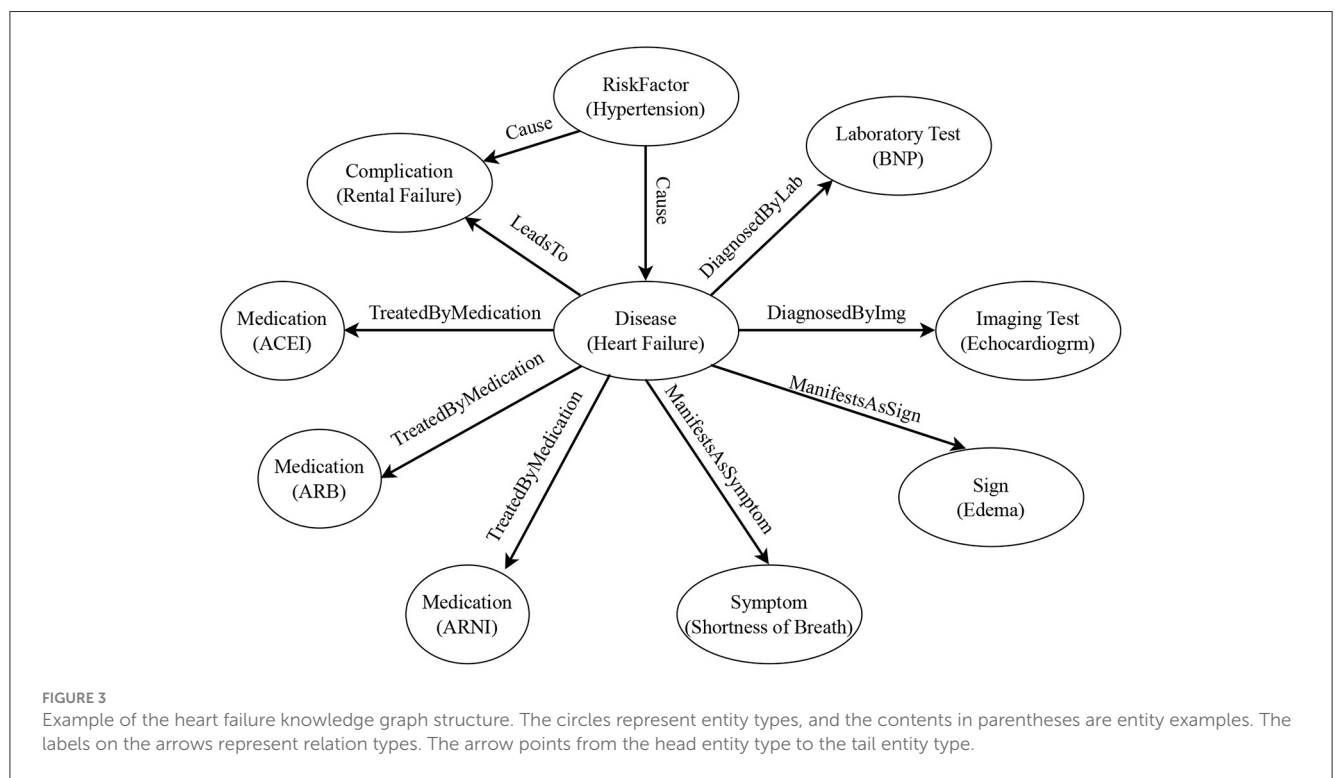 RiskFactor
(Hypertension)
Cause
Laboratory Test
(BNP)
Complication
(Rental Failure)
Cause
DiagnosedByLab
LeadsTo
Medication
(ACEI)
TreatedByMedication
Disease
(Heart Failure)
DiagnosedByImg
Imaging Test
(Echocardiogrm)
TreatedByMedication
ManifestsAsSign
Medication
(ARB)
TreatedByMedication
ManifestsAsSymptom
Sign
(Edema)
Medication
(ARNI)
Symptom
(Shortness of Breath)
FIGURE 3
Example of the heart failure knowledge graph structure. The circles represent entity types, and the contents in parentheses are entity examples. The
labels on the arrows represent relation types. The arrow points from the head entity type to the tail entity type.